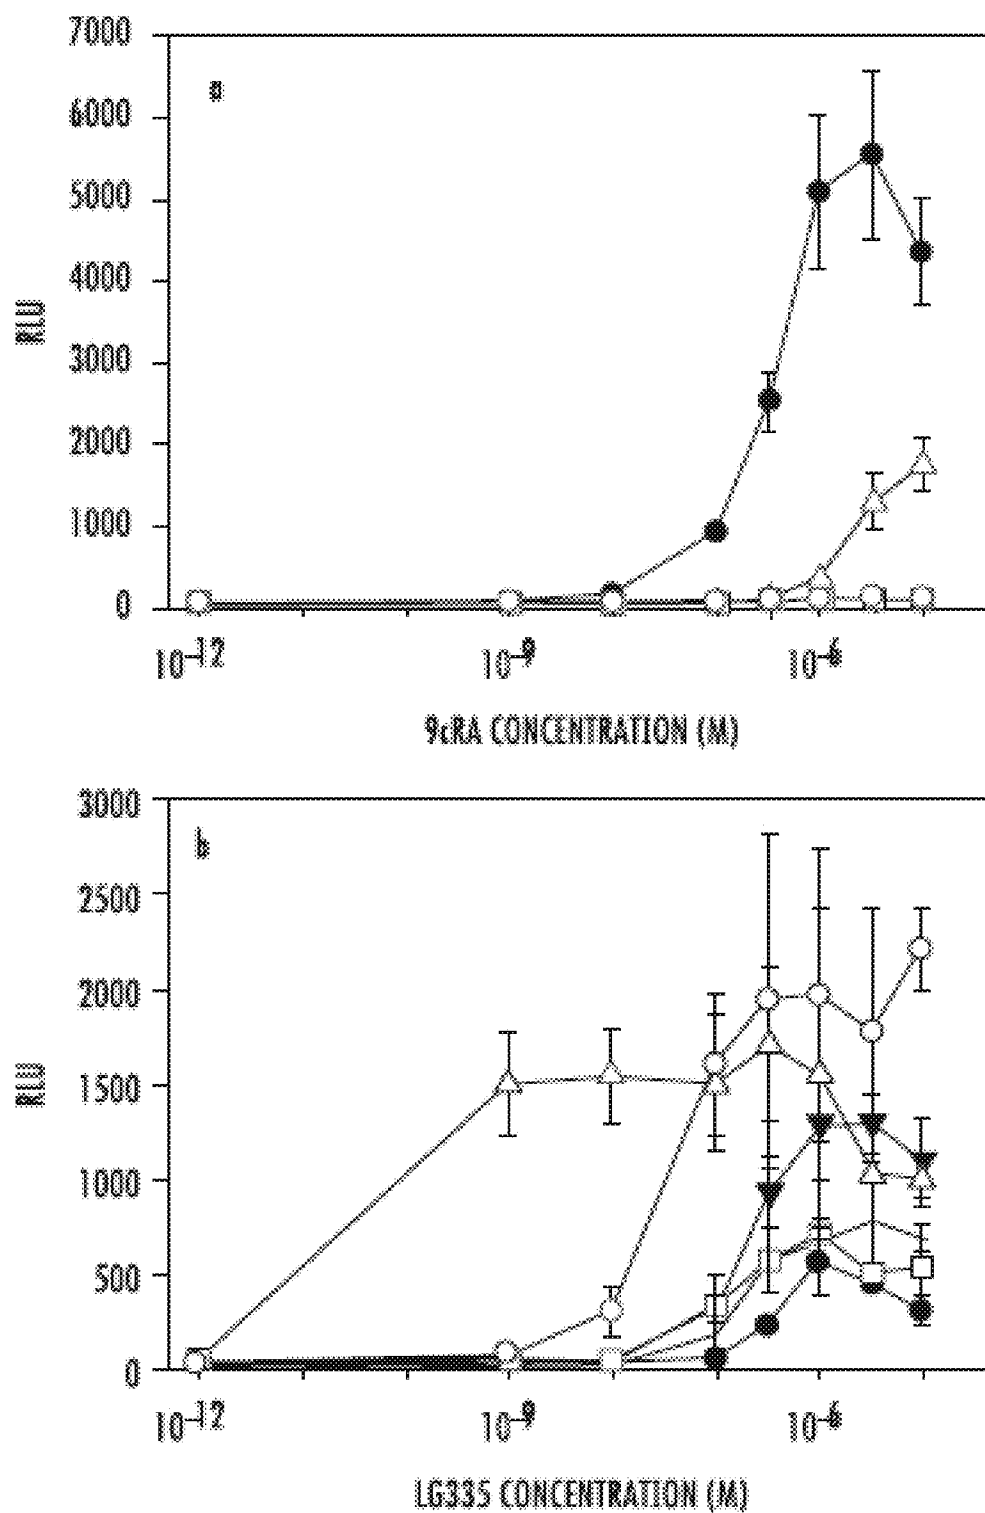 7000
a
6000
5000
4000
RLU
3000
2000
1000
0
10⁻¹² 10⁻⁹ 10⁻⁶
9cRA CONCENTRATION (M)
3000
b
2500
2000
RLU
1500
1000
500
0
10⁻¹² 10⁻⁹ 10⁻⁶
LG335 CONCENTRATION (M)